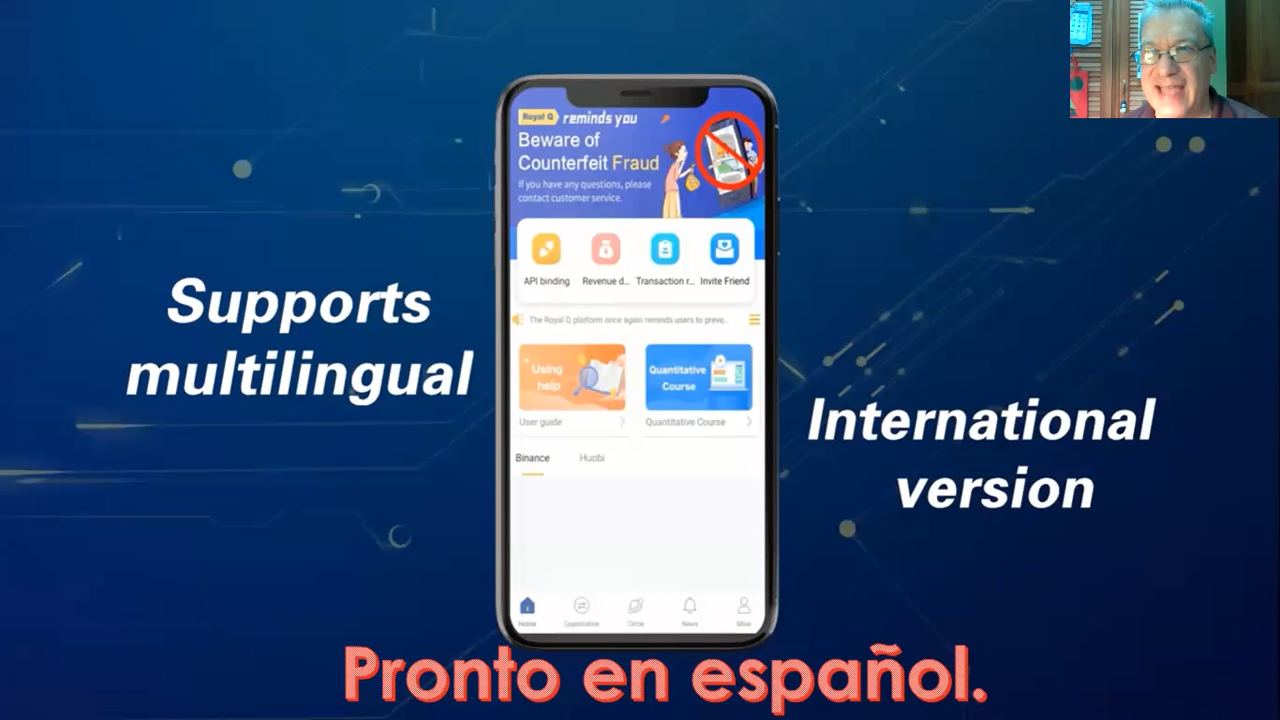 Royal Q reminds you
Beware of
Counterfeit Fraud
If you have any questions, please
contact customer service.
API binding
Revenue d...
Transaction r...
Invite Friend
The Royal Q platform once again reminds users to preve...
Using
help
Quantitative
Course
User guide
Quantitative Course
Binance
Huobi
Home
Quantitative
Circle
News
Mine
Supports
multilingual
International
version
Pronto en español.